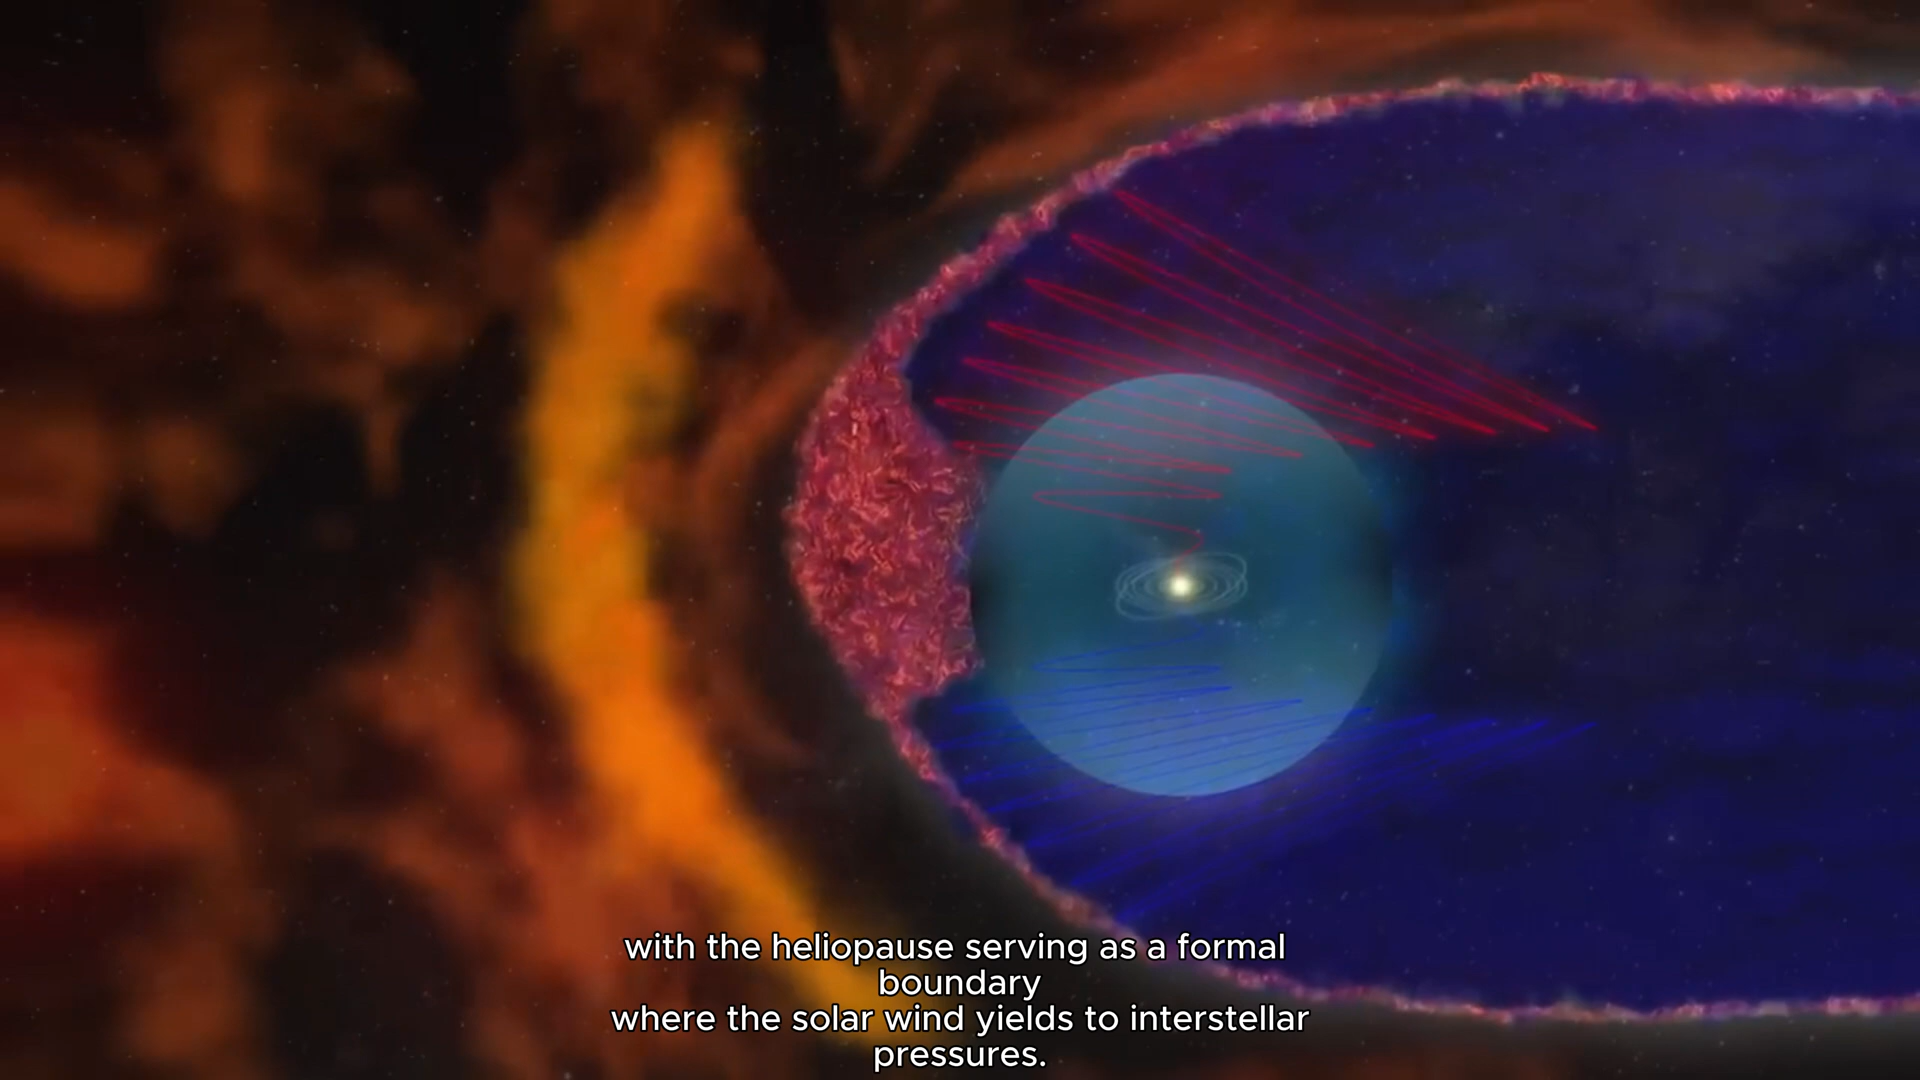 with the heliopause serving as a formal
boundary
where the solar wind yields to interstellar
pressures.